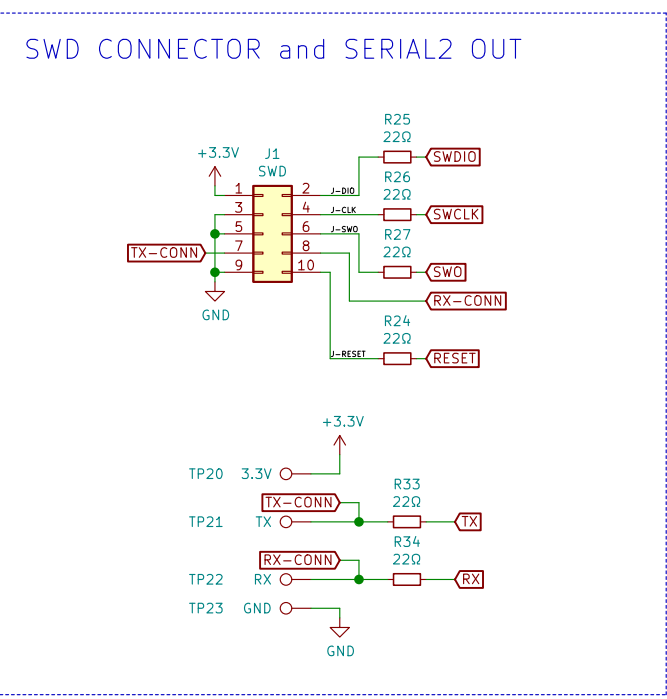 SWD CONNECTOR and SERIAL2 OUT
R25
22Ω
+3.3V
J1
SWD
SWDIO
R26
22Ω
1
2
J-DIO
3
4
J-CLK
SWCLK
5
6
J-SWO
R27
22Ω
TX-CONN
7
8
9
10
SWO
RX-CONN
GND
R24
22Ω
J-RESET
RESET
+3.3V
TP20
3.3V
R33
22Ω
TX-CONN
TP21
TX
TX
R34
22Ω
RX-CONN
TP22
RX
RX
TP23
GND
GND